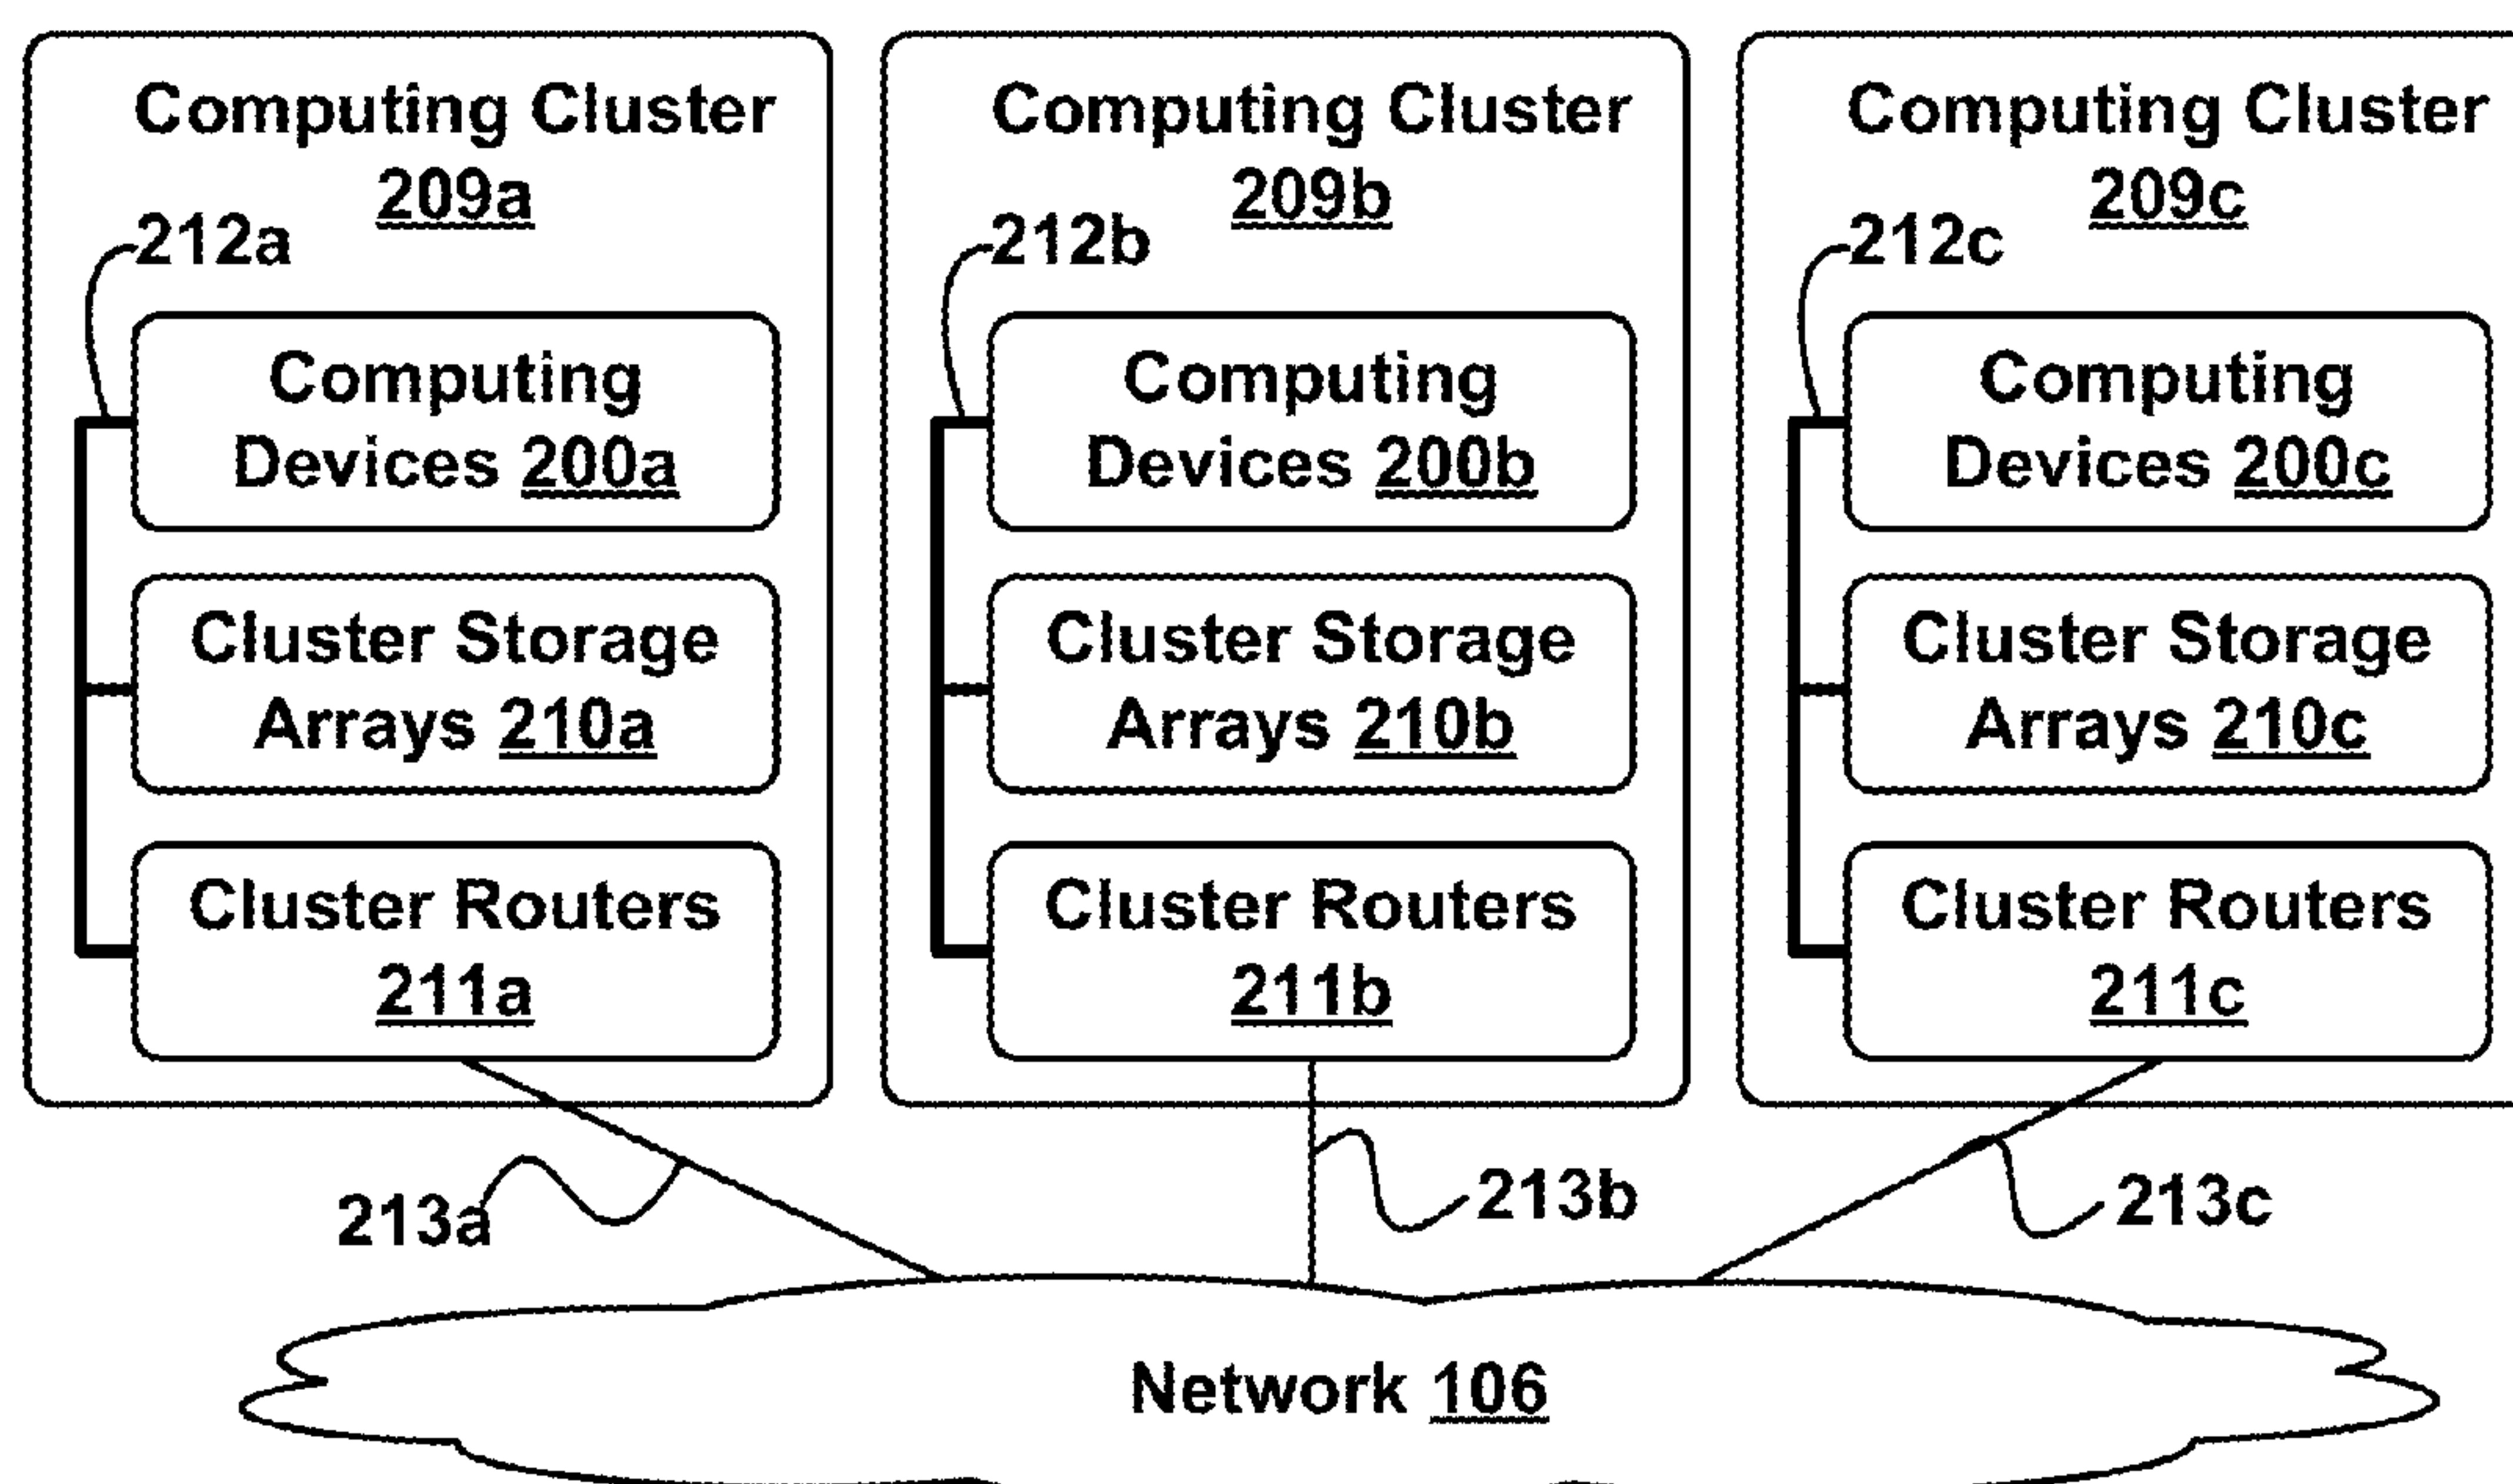 Computing Cluster
209a
212a
Computing
Devices 200a
Cluster Storage
Arrays 210a
Cluster Routers
211a
Computing Cluster
209b
212b
Computing
Devices 200b
Cluster Storage
Arrays 210b
Cluster Routers
211b
Computing Cluster
209c
212c
Computing
Devices 200c
Cluster Storage
Arrays 210c
Cluster Routers
211c
213a
213b
213c
Network 106